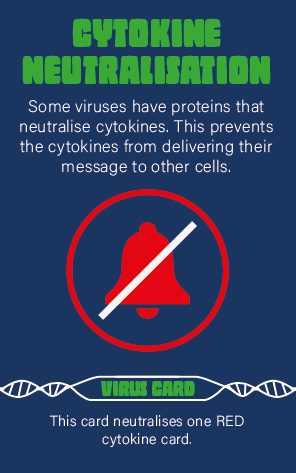 CYTOKINE
NEUTRALISATION
Some viruses have proteins that
neutralise cytokines. This prevents
the cytokines from delivering their
message to other cells.
VIRUS CARD
This card neutralises one RED
cytokine card.